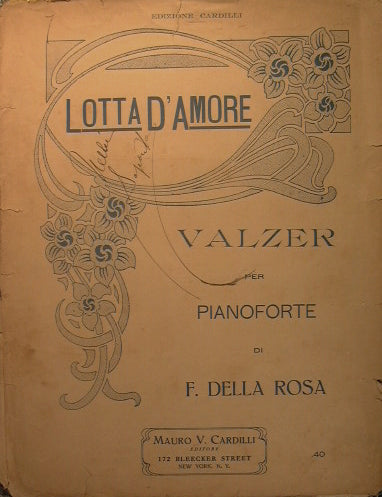 EDIZIONE CARDILLI
LOTTA D'AMORE
VALZER
PER
PIANOFORTE
DI
F. DELLA ROSA
MAURO V. CARDILLI
EDITORE
172 BLEECKER STREET
NEW YORK, N. Y.
.40